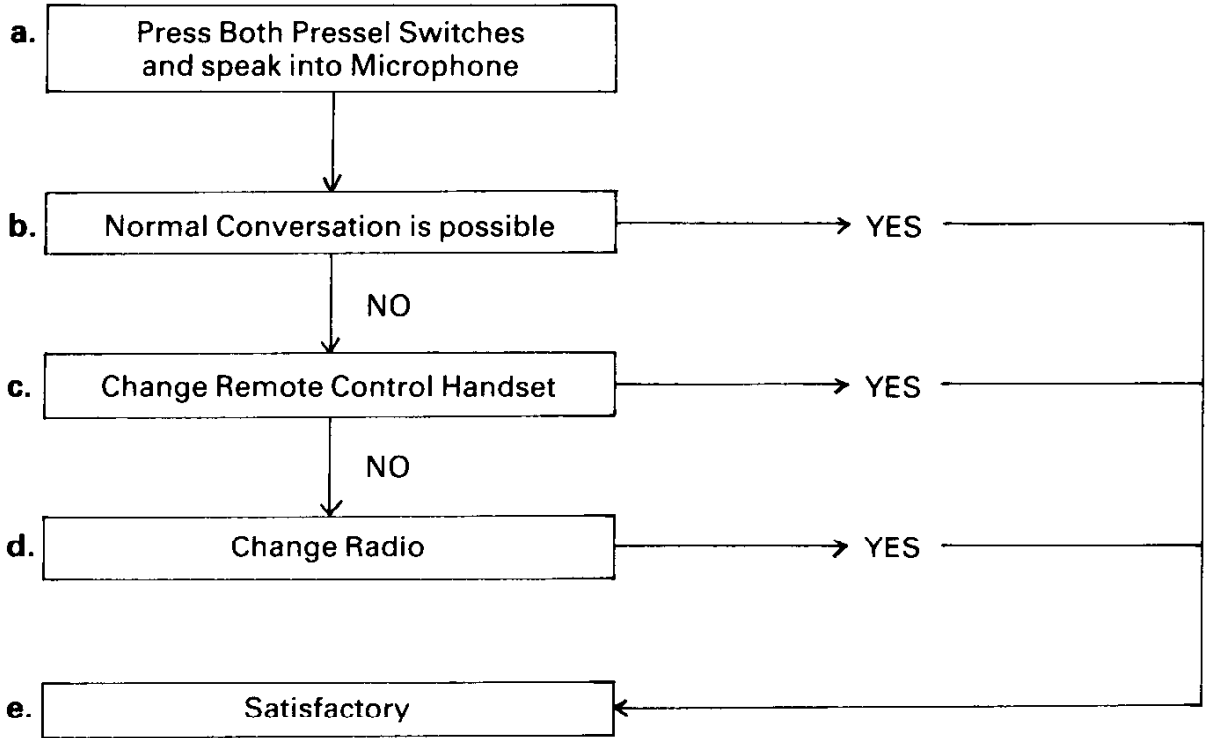 a. Press Both Pressel Switches
and speak into Microphone
b. Normal Conversation is possible YES
NO
c. Change Remote Control Handset YES
NO
d. Change Radio YES
e. Satisfactory